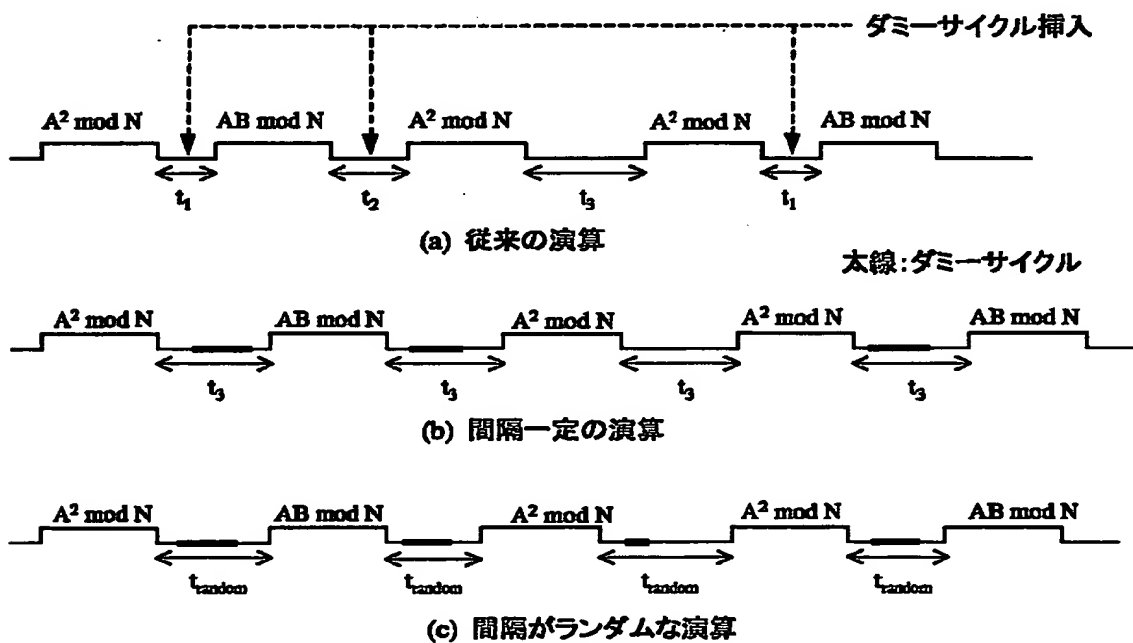 ダミーサイクル挿入
A² mod N AB mod N A² mod N A² mod N AB mod N
t₁ t₂ t₃ t₁
(a) 従来の演算
太線:ダミーサイクル
A² mod N AB mod N A² mod N A² mod N AB mod N
t₃ t₃ t₃ t₃
(b) 間隔一定の演算
A² mod N AB mod N A² mod N A² mod N AB mod N
t_random t_random t_random t_random
(c) 間隔がランダムな演算